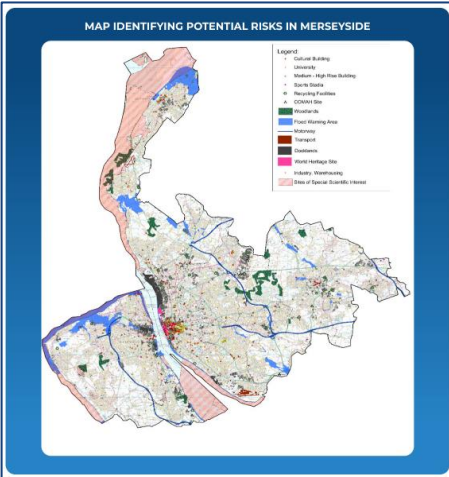 MAP IDENTIFYING POTENTIAL RISKS IN MERSEYSIDE
Legend:
Cultural Building
University
Medium - High Rise Building
Sports Stadia
Recycling Facilities
COMAH Site
Woodlands
Flood Warning Area
Motorway
Transport
Docklands
World Heritage Site
Industry, Warehousing
Sites of Special Scientific Interest